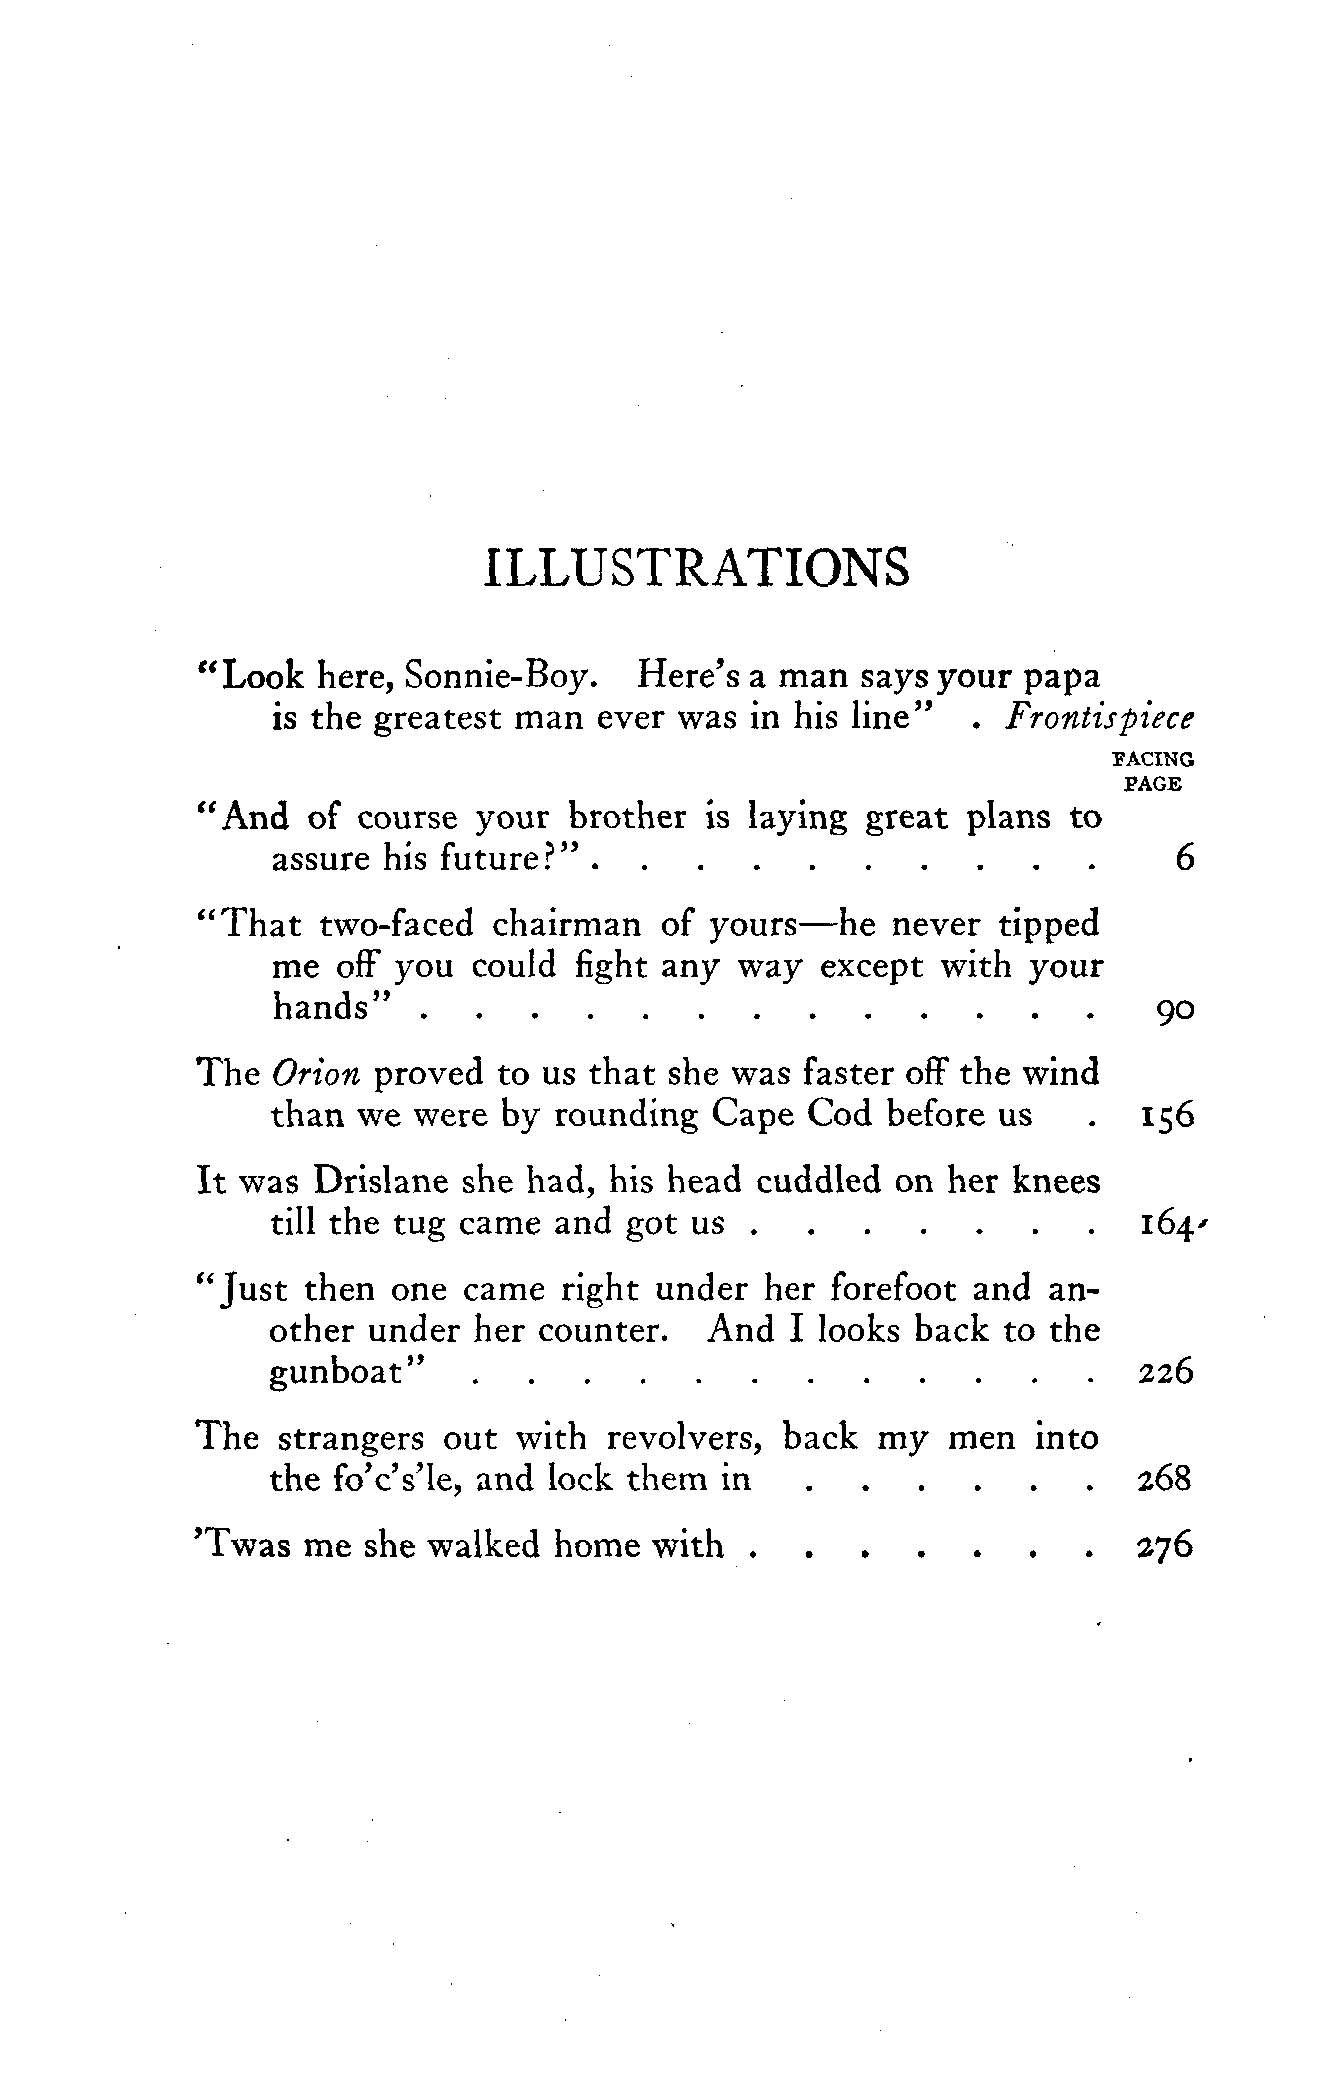 ILLUSTRATIONS
“Look here, Sonnie-Boy. Here’s a man says your papa
is the greatest man ever was in his line” . Frontispiece
FACING
PAGE
“And of course your brother is laying great plans to
assure his future?” . . . . . . . . . . 6
“That two-faced chairman of yours—he never tipped
me off you could fight any way except with your
hands” . . . . . . . . . . . . . 90
The Orion proved to us that she was faster off the wind
than we were by rounding Cape Cod before us . 156
It was Drislane she had, his head cuddled on her knees
till the tug came and got us . . . . . . . 164
“Just then one came right under her forefoot and an-
other under her counter. And I looks back to the
gunboat” . . . . . . . . . . . . 226
The strangers out with revolvers, back my men into
the fo’c’s’le, and lock them in . . . . . . 268
’Twas me she walked home with . . . . . . . 276